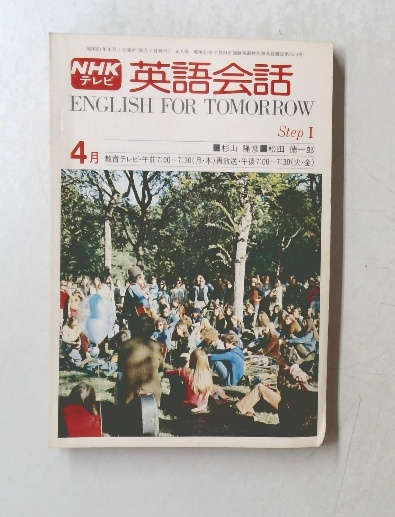 NHK
テレビ
英語会話
ENGLISH FOR TOMORROW
Step I
■杉山 隆彦■松田 徳一郎
4月
教育テレビ・午前7:00〜7:30(月・木)再放送・午後7:00〜7:30(火・金)